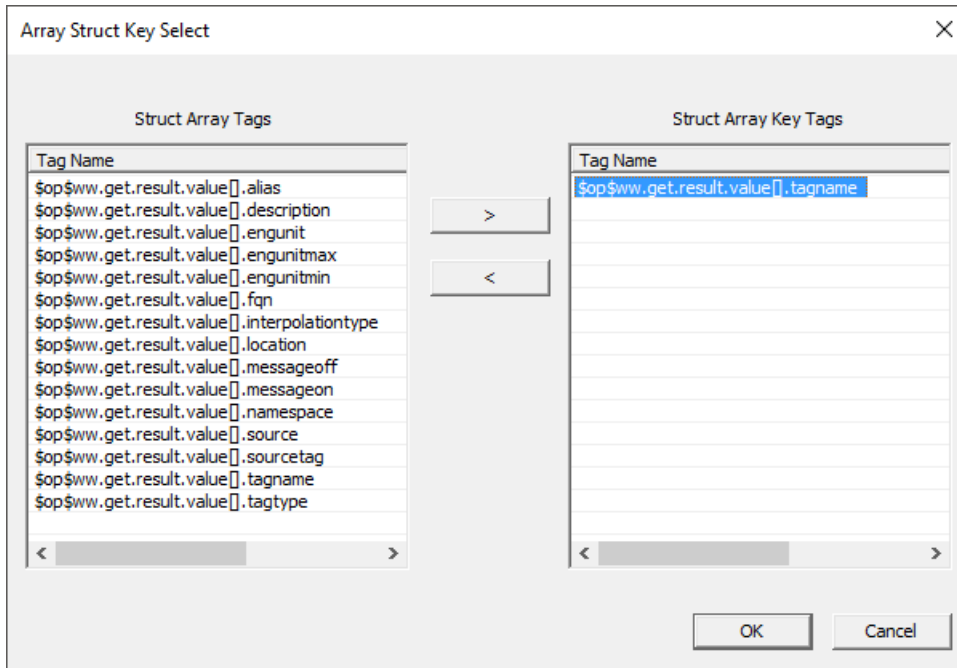 Array Struct Key Select
Struct Array Tags
Tag Name
$op$ww.get.result.value[].alias
$op$ww.get.result.value[].description
$op$ww.get.result.value[].engunit
$op$ww.get.result.value[].engunitmax
$op$ww.get.result.value[].engunitmin
$op$ww.get.result.value[].fqn
$op$ww.get.result.value[].interpolationtype
$op$ww.get.result.value[].location
$op$ww.get.result.value[].messageoff
$op$ww.get.result.value[].messageon
$op$ww.get.result.value[].namespace
$op$ww.get.result.value[].source
$op$ww.get.result.value[].sourcetag
$op$ww.get.result.value[].tagname
$op$ww.get.result.value[].tagtype
>
<
Struct Array Key Tags
Tag Name
$op$ww.get.result.value[].tagname
OK
Cancel